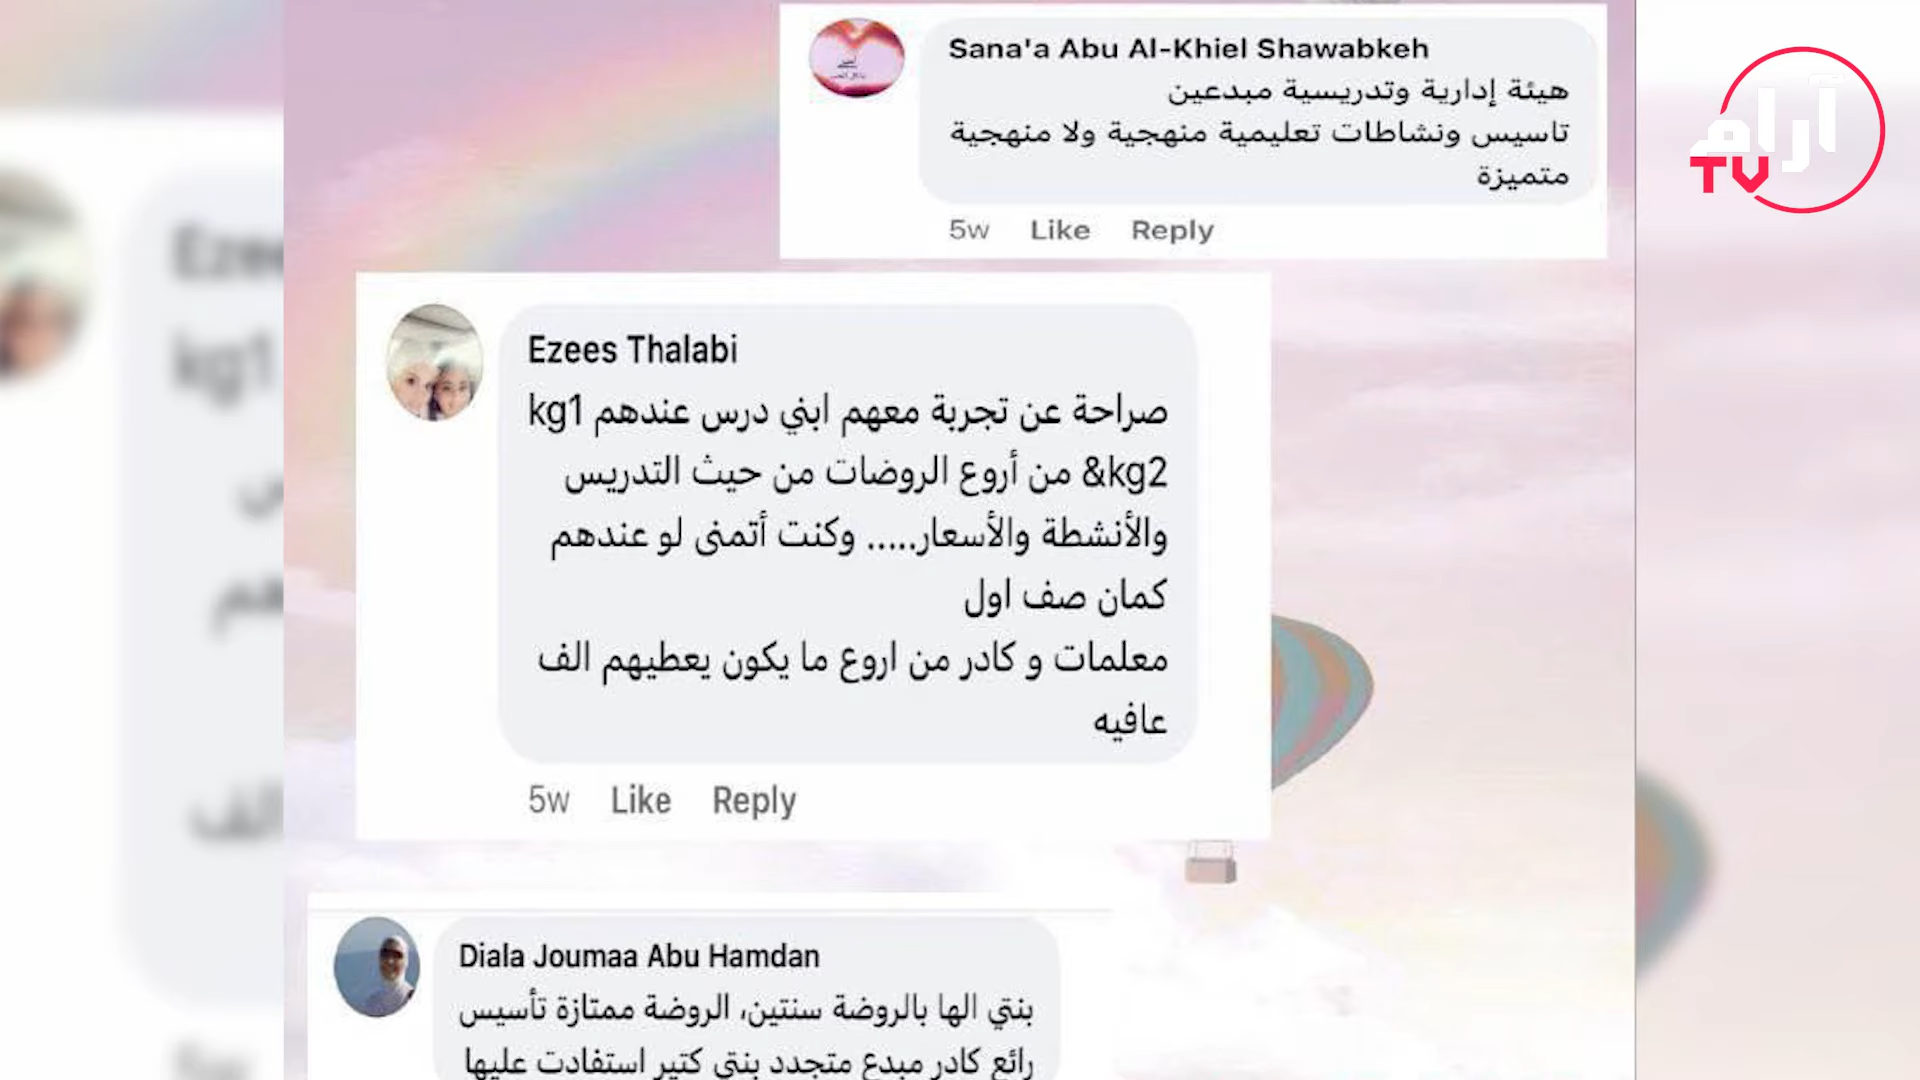 Sana'a Abu Al-Khiel Shawabkeh
هيئة إدارية وتدريسية مبدعين
تاسيس ونشاطات تعليمية منهجية ولا منهجية
متميزة
5w Like Reply
آرام
TV
Ezees Thalabi
صراحة عن تجربة معهم ابني درس عندهم kg1
&kg2 من أروع الروضات من حيث التدريس
والأنشطة والأسعار..... وكنت أتمنى لو عندهم
كمان صف اول
معلمات و كادر من اروع ما يكون يعطيهم الف
عافيه
5w Like Reply
Diala Joumaa Abu Hamdan
بنتي الها بالروضة سنتين، الروضة ممتازة تأسيس
رائع كادر مبدع متجدد بنتي كتير استفادت عليها